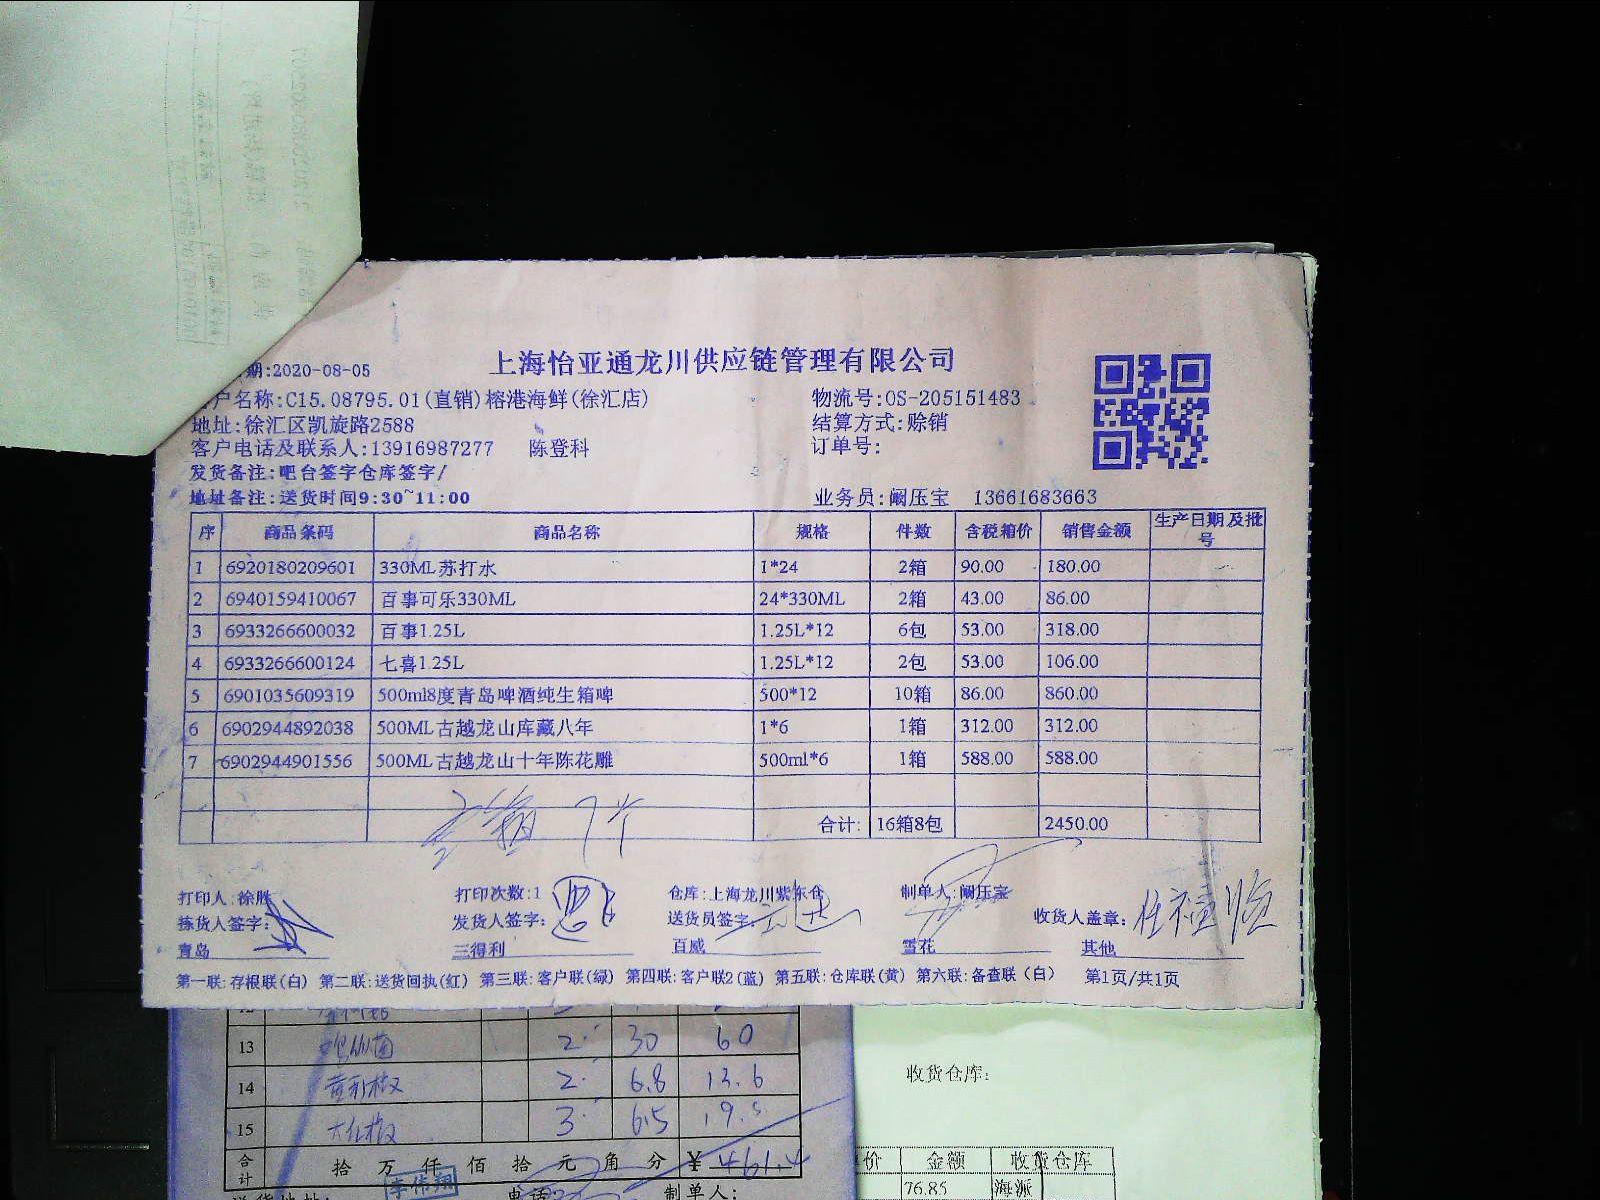 期:2020-08-05
上海怡亚通龙川供应链管理有限公司
户名称:C15.08795.01(直销)榕港海鲜(徐汇店)
物流号:OS-205151483
地址:徐汇区凯旋路2588
结算方式:赊销
客户电话及联系人:13916987277 陈登科
订单号:
发货备注:吧台签字仓库签字/
地址备注:送货时间9:30~11:00
业务员:阚压宝 13661683663
序 商品条码 商品名称 规格 件数 含税箱价 销售金额 生产日期及批号
1 6920180209601 330ML苏打水 1*24 2箱 90.00 180.00
2 6940159410067 百事可乐330ML 24*330ML 2箱 43.00 86.00
3 6933266600032 百事1.25L 1.25L*12 6包 53.00 318.00
4 6933266600124 七喜1.25L 1.25L*12 2包 53.00 106.00
5 6901035609319 500ml8度青岛啤酒纯生箱啤 500*12 10箱 86.00 860.00
6 6902944892038 500ML古越龙山库藏八年 1*6 1箱 312.00 312.00
7 6902944901556 500ML古越龙山十年陈花雕 500ml*6 1箱 588.00 588.00
合计: 16箱8包 2450.00
打印人:徐胜 打印次数:1 仓库:上海龙川紫东仓 制单人:阚压宝
拣货人签字: 发货人签字: 送货员签字: 收货人盖章:
青岛 三得利 百威 雪花 其他
第一联:存根联(白) 第二联:送货回执(红) 第三联:客户联(绿) 第四联:客户联2(蓝) 第五联:仓库联(黄) 第六联:备查联(白) 第1页/共1页
13 2 30 60
14 2 6.8 13.6
15 3 6.5 19.5
合计 拾 万 仟 佰 拾 元 角 分 ¥ 461.4
李伟翔
制单人:
收货仓库:
价 金额 收货仓库
76.85 海派